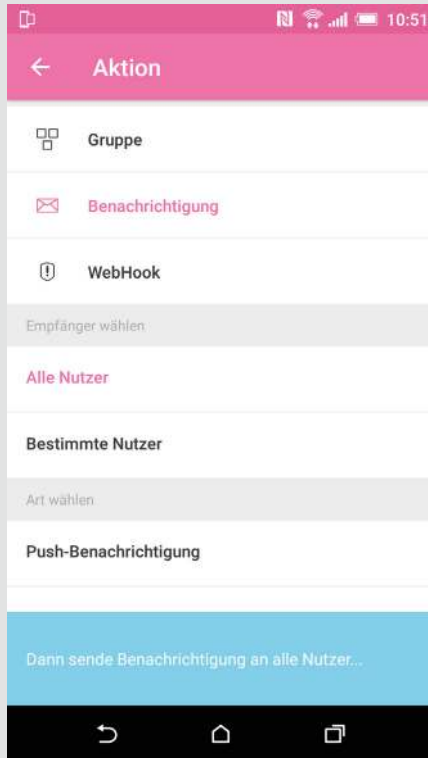 10:51
Aktion
Gruppe
Benachrichtigung
WebHook
Empfänger wählen
Alle Nutzer
Bestimmte Nutzer
Art wählen
Push-Benachrichtigung
Dann sende Benachrichtigung an alle Nutzer...